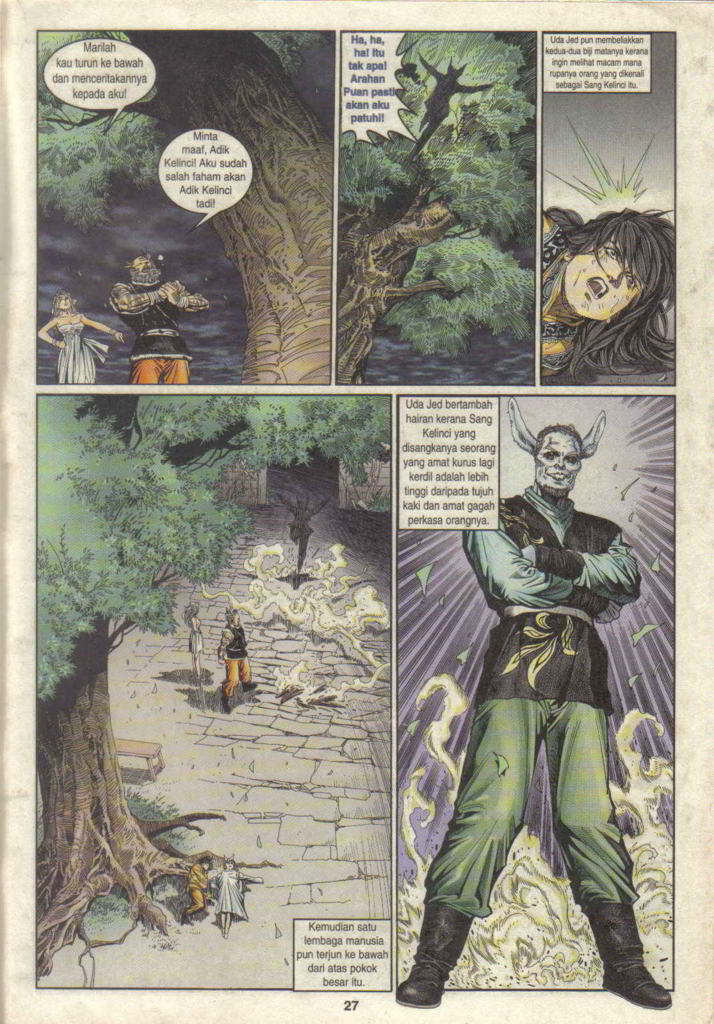 Marilah
kau turun ke bawah
dan menceritakannya
kepada aku!
Minta
maaf, Adik
Kelinci! Aku sudah
salah faham akan
Adik Kelinci
tadi!
Ha, ha,
ha! Itu
tak apa!
Arahan
Puan pasti
akan aku
patuhi!
Uda Jed pun membeliakkan
kedua-dua biji matanya kerana
ingin melihat macam mana
rupanya orang yang dikenali
sebagai Sang Kelinci itu.
Kemudian satu
lembaga manusia
pun terjun ke bawah
dari atas pokok
besar itu.
Uda Jed bertambah
hairan kerana Sang
Kelinci yang
disangkanya seorang
yang amat kurus lagi
kerdil adalah lebih
tinggi daripada tujuh
kaki dan amat gagah
perkasa orangnya.
27